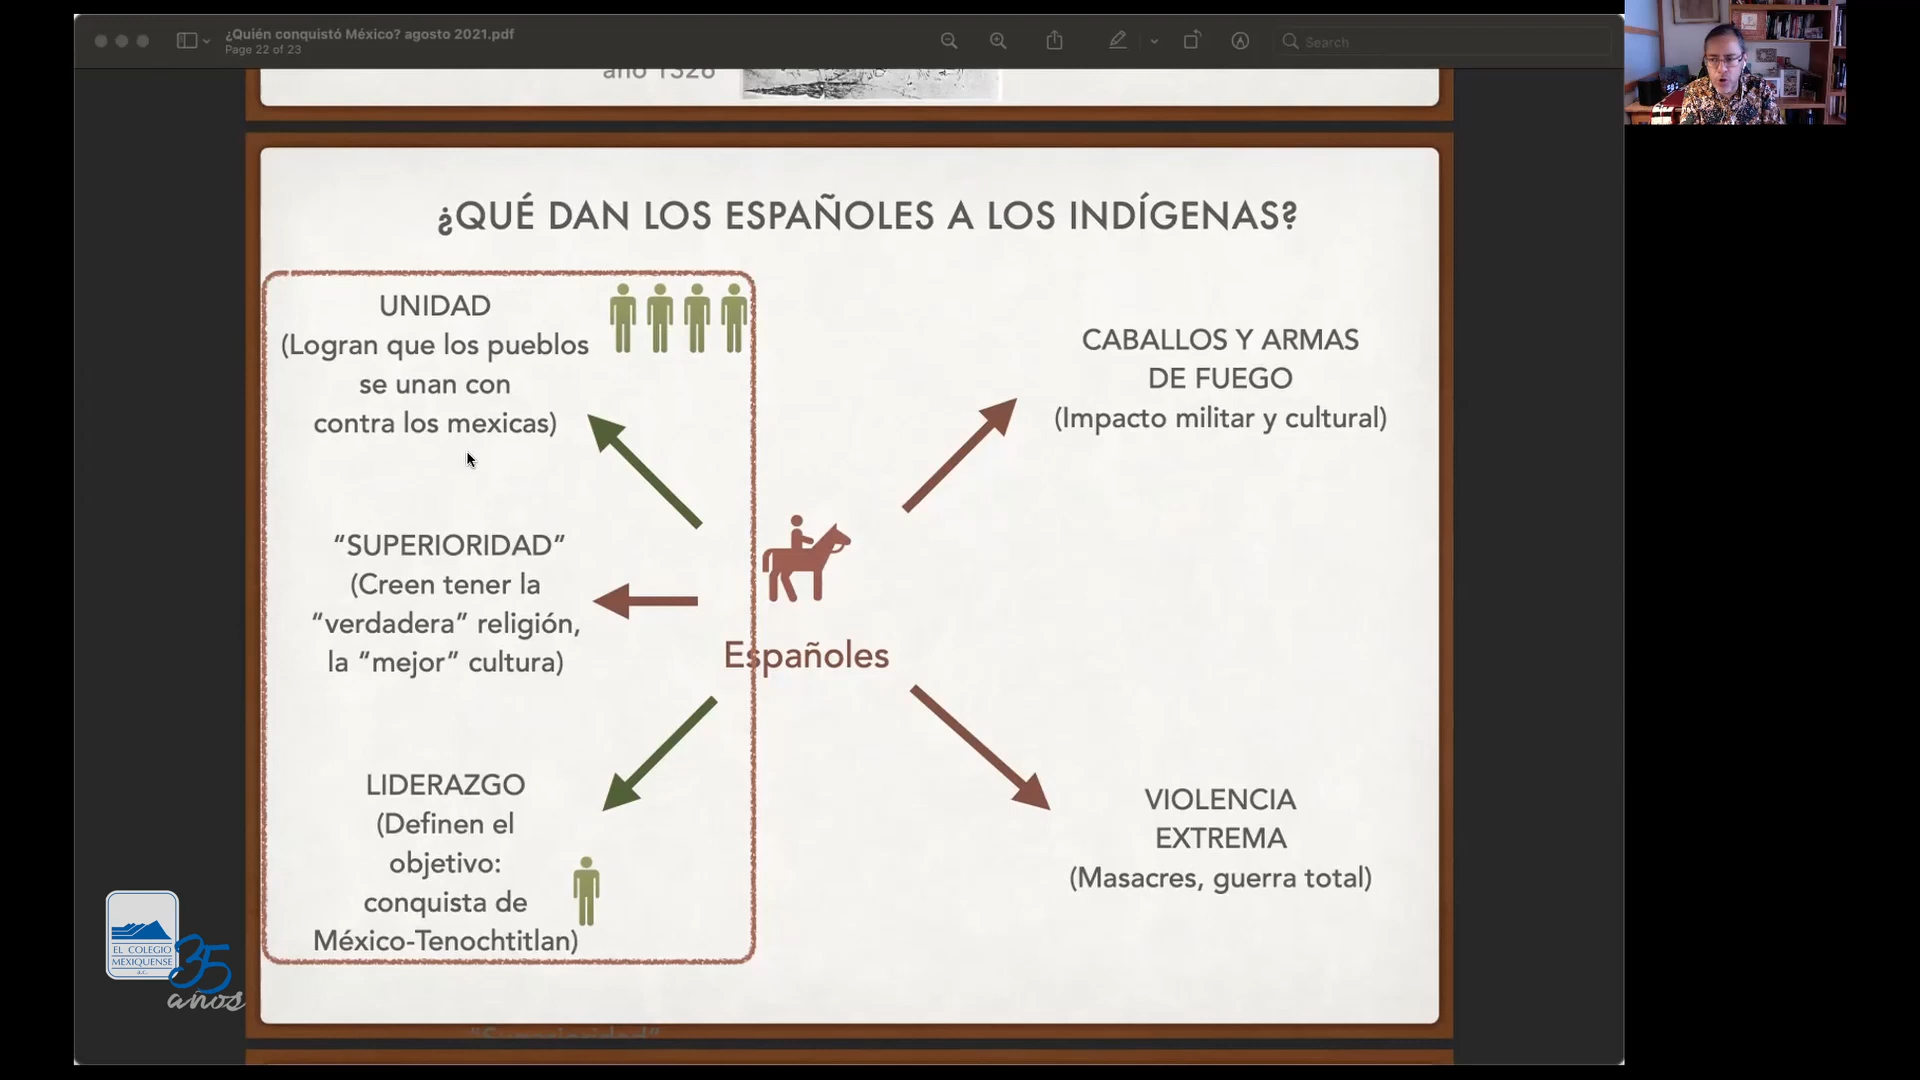 ¿Quién conquistó México? agosto 2021.pdf
Page 22 of 23
Search
año 1326
¿QUÉ DAN LOS ESPAÑOLES A LOS INDÍGENAS?
UNIDAD
(Logran que los pueblos
se unan con
contra los mexicas)
“SUPERIORIDAD”
(Creen tener la
“verdadera” religión,
la “mejor” cultura)
LIDERAZGO
(Definen el
objetivo:
conquista de
México-Tenochtitlan)
Españoles
CABALLOS Y ARMAS
DE FUEGO
(Impacto militar y cultural)
VIOLENCIA
EXTREMA
(Masacres, guerra total)
EL COLEGIO
MEXIQUENSE
a.c.
35
años
“Superioridad”